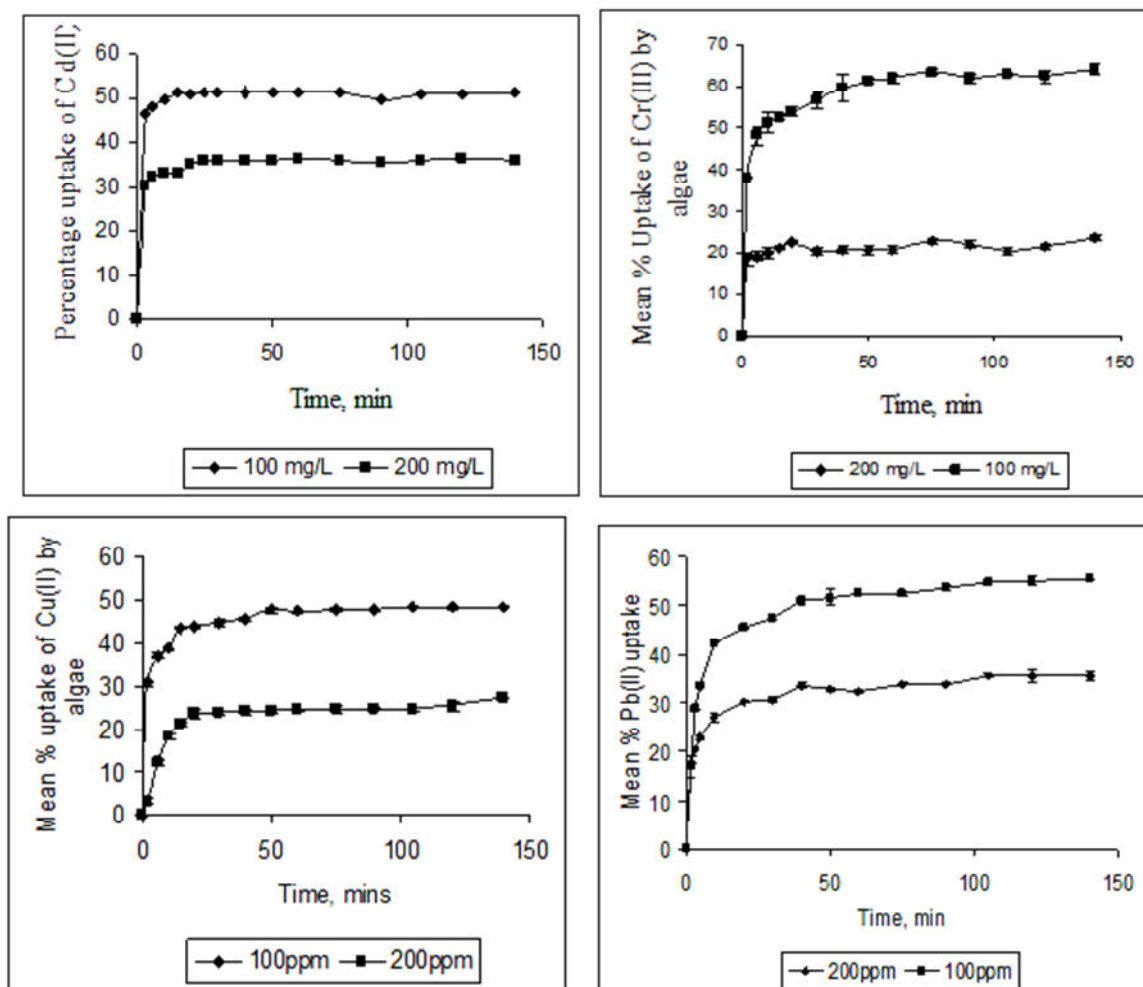 Percentage uptake of Cd(II)
60
50
40
30
20
10
0
0 50 100 150
Time, min
100 mg/L 200 mg/L
Mean % Uptake of Cr(III) by
algae
70
60
50
40
30
20
10
0
0 50 100 150
Time, min
200 mg/L 100 mg/L
Mean % uptake of Cu(II) by
algae
60
50
40
30
20
10
0
0 50 100 150
Time, mins
100ppm 200ppm
Mean % Pb(II) uptake
60
50
40
30
20
10
0
0 50 100 150
Time, min
200ppm 100ppm